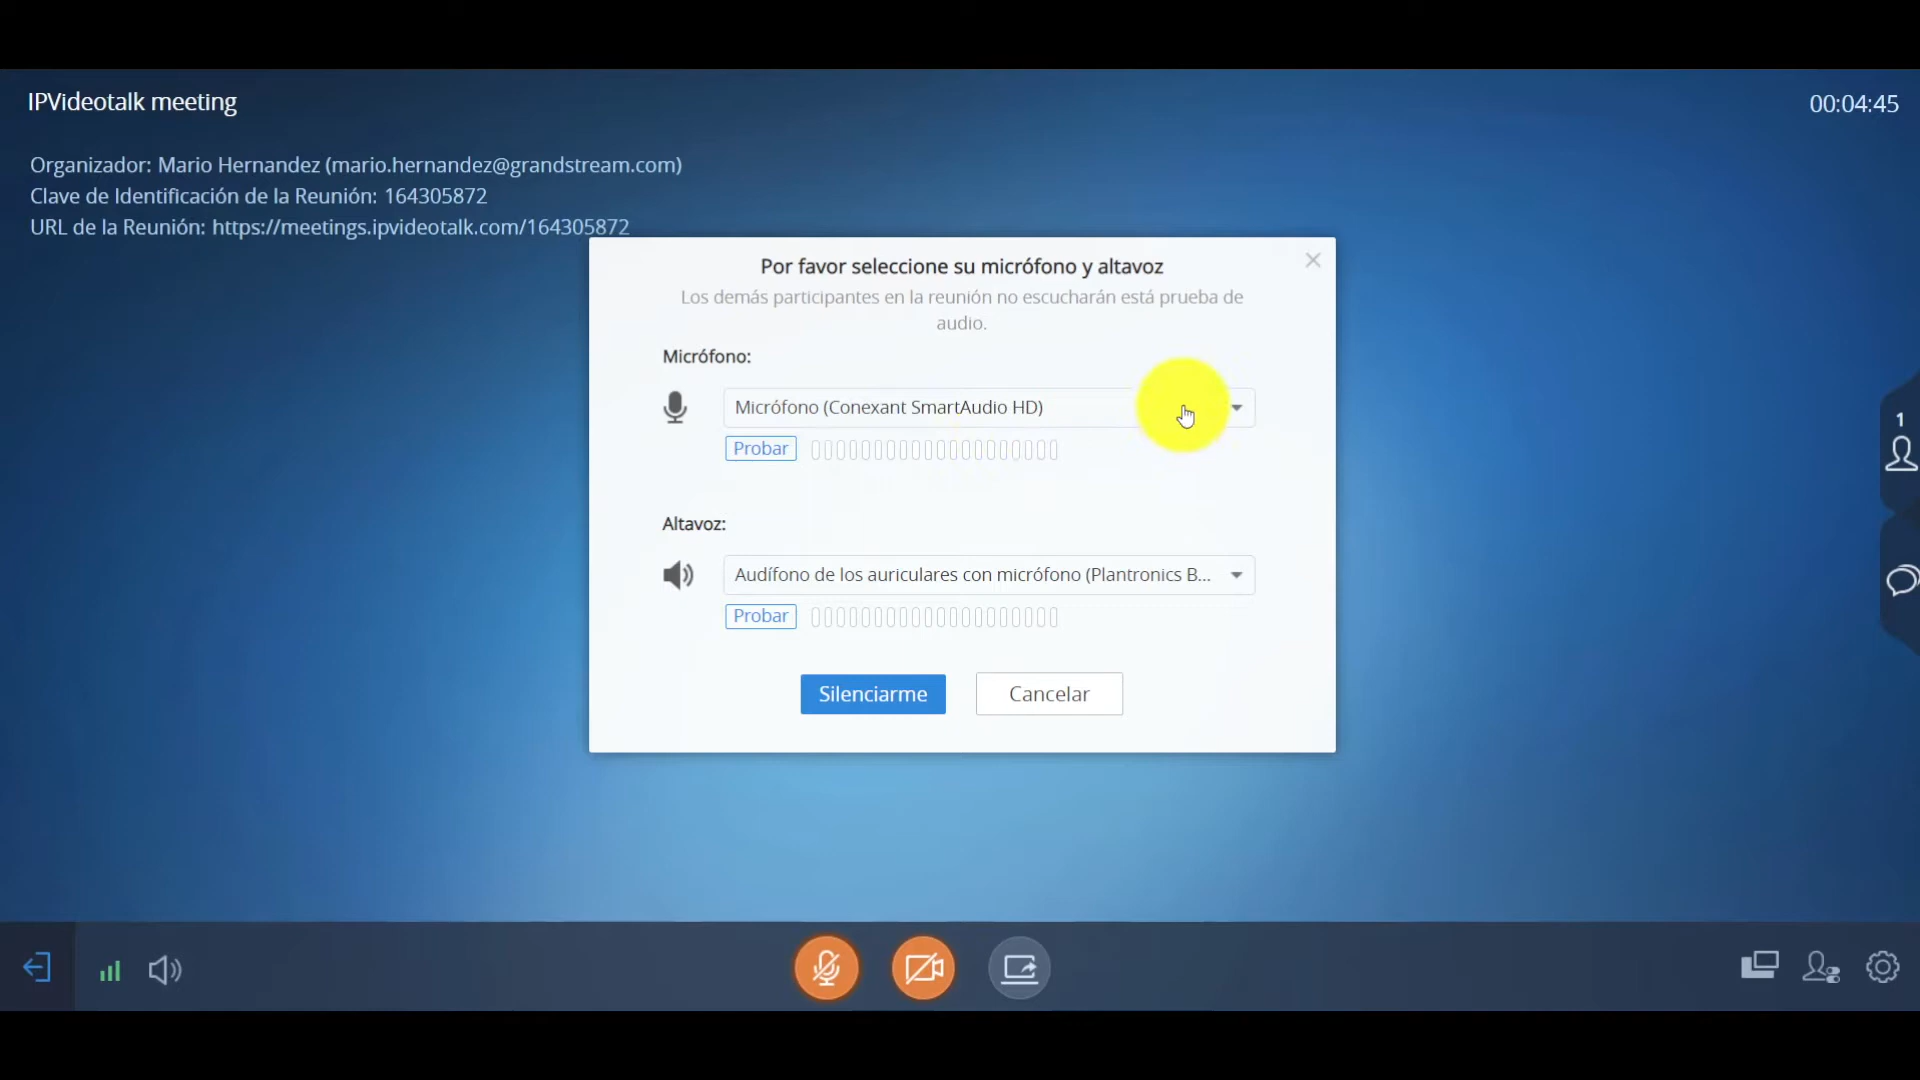 IPVideotalk meeting
00:04:45
Organizador: Mario Hernandez (mario.hernandez@grandstream.com)
Clave de Identificación de la Reunión: 164305872
URL de la Reunión: https://meetings.ipvideotalk.com/164305872
Por favor seleccione su micrófono y altavoz
Los demás participantes en la reunión no escucharán está prueba de
audio.
Micrófono:
Micrófono (Conexant SmartAudio HD)
Probar
Altavoz:
Audífono de los auriculares con micrófono (Plantronics B...
Probar
Silenciarme
Cancelar
1